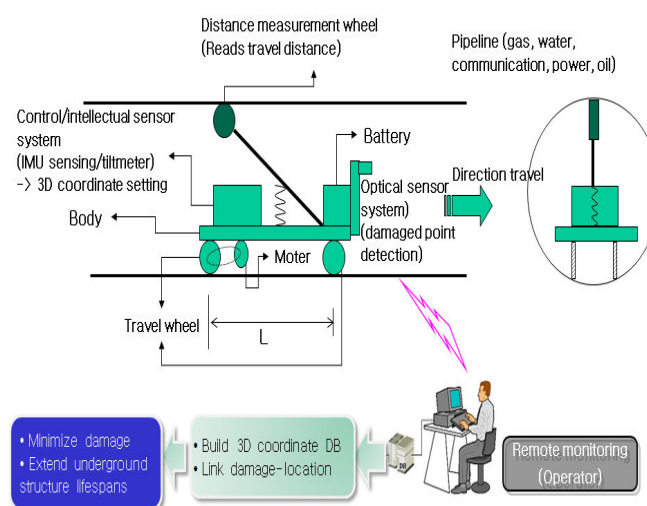 Distance measurement wheel
(Reads travel distance)
Pipeline (gas, water,
communication, power, oil)
Control/intellectual sensor
system
(IMU sensing/tiltmeter)
-> 3D coordinate setting)
Battery
Optical sensor
system)
(damaged point
detection)
Direction travel
Body
Moter
Travel wheel
L
• Minimize damage
• Extend underground
structure lifespans
• Build 3D coordinate DB
• Link damage-location
DB
Remote monitoring
(Operator)